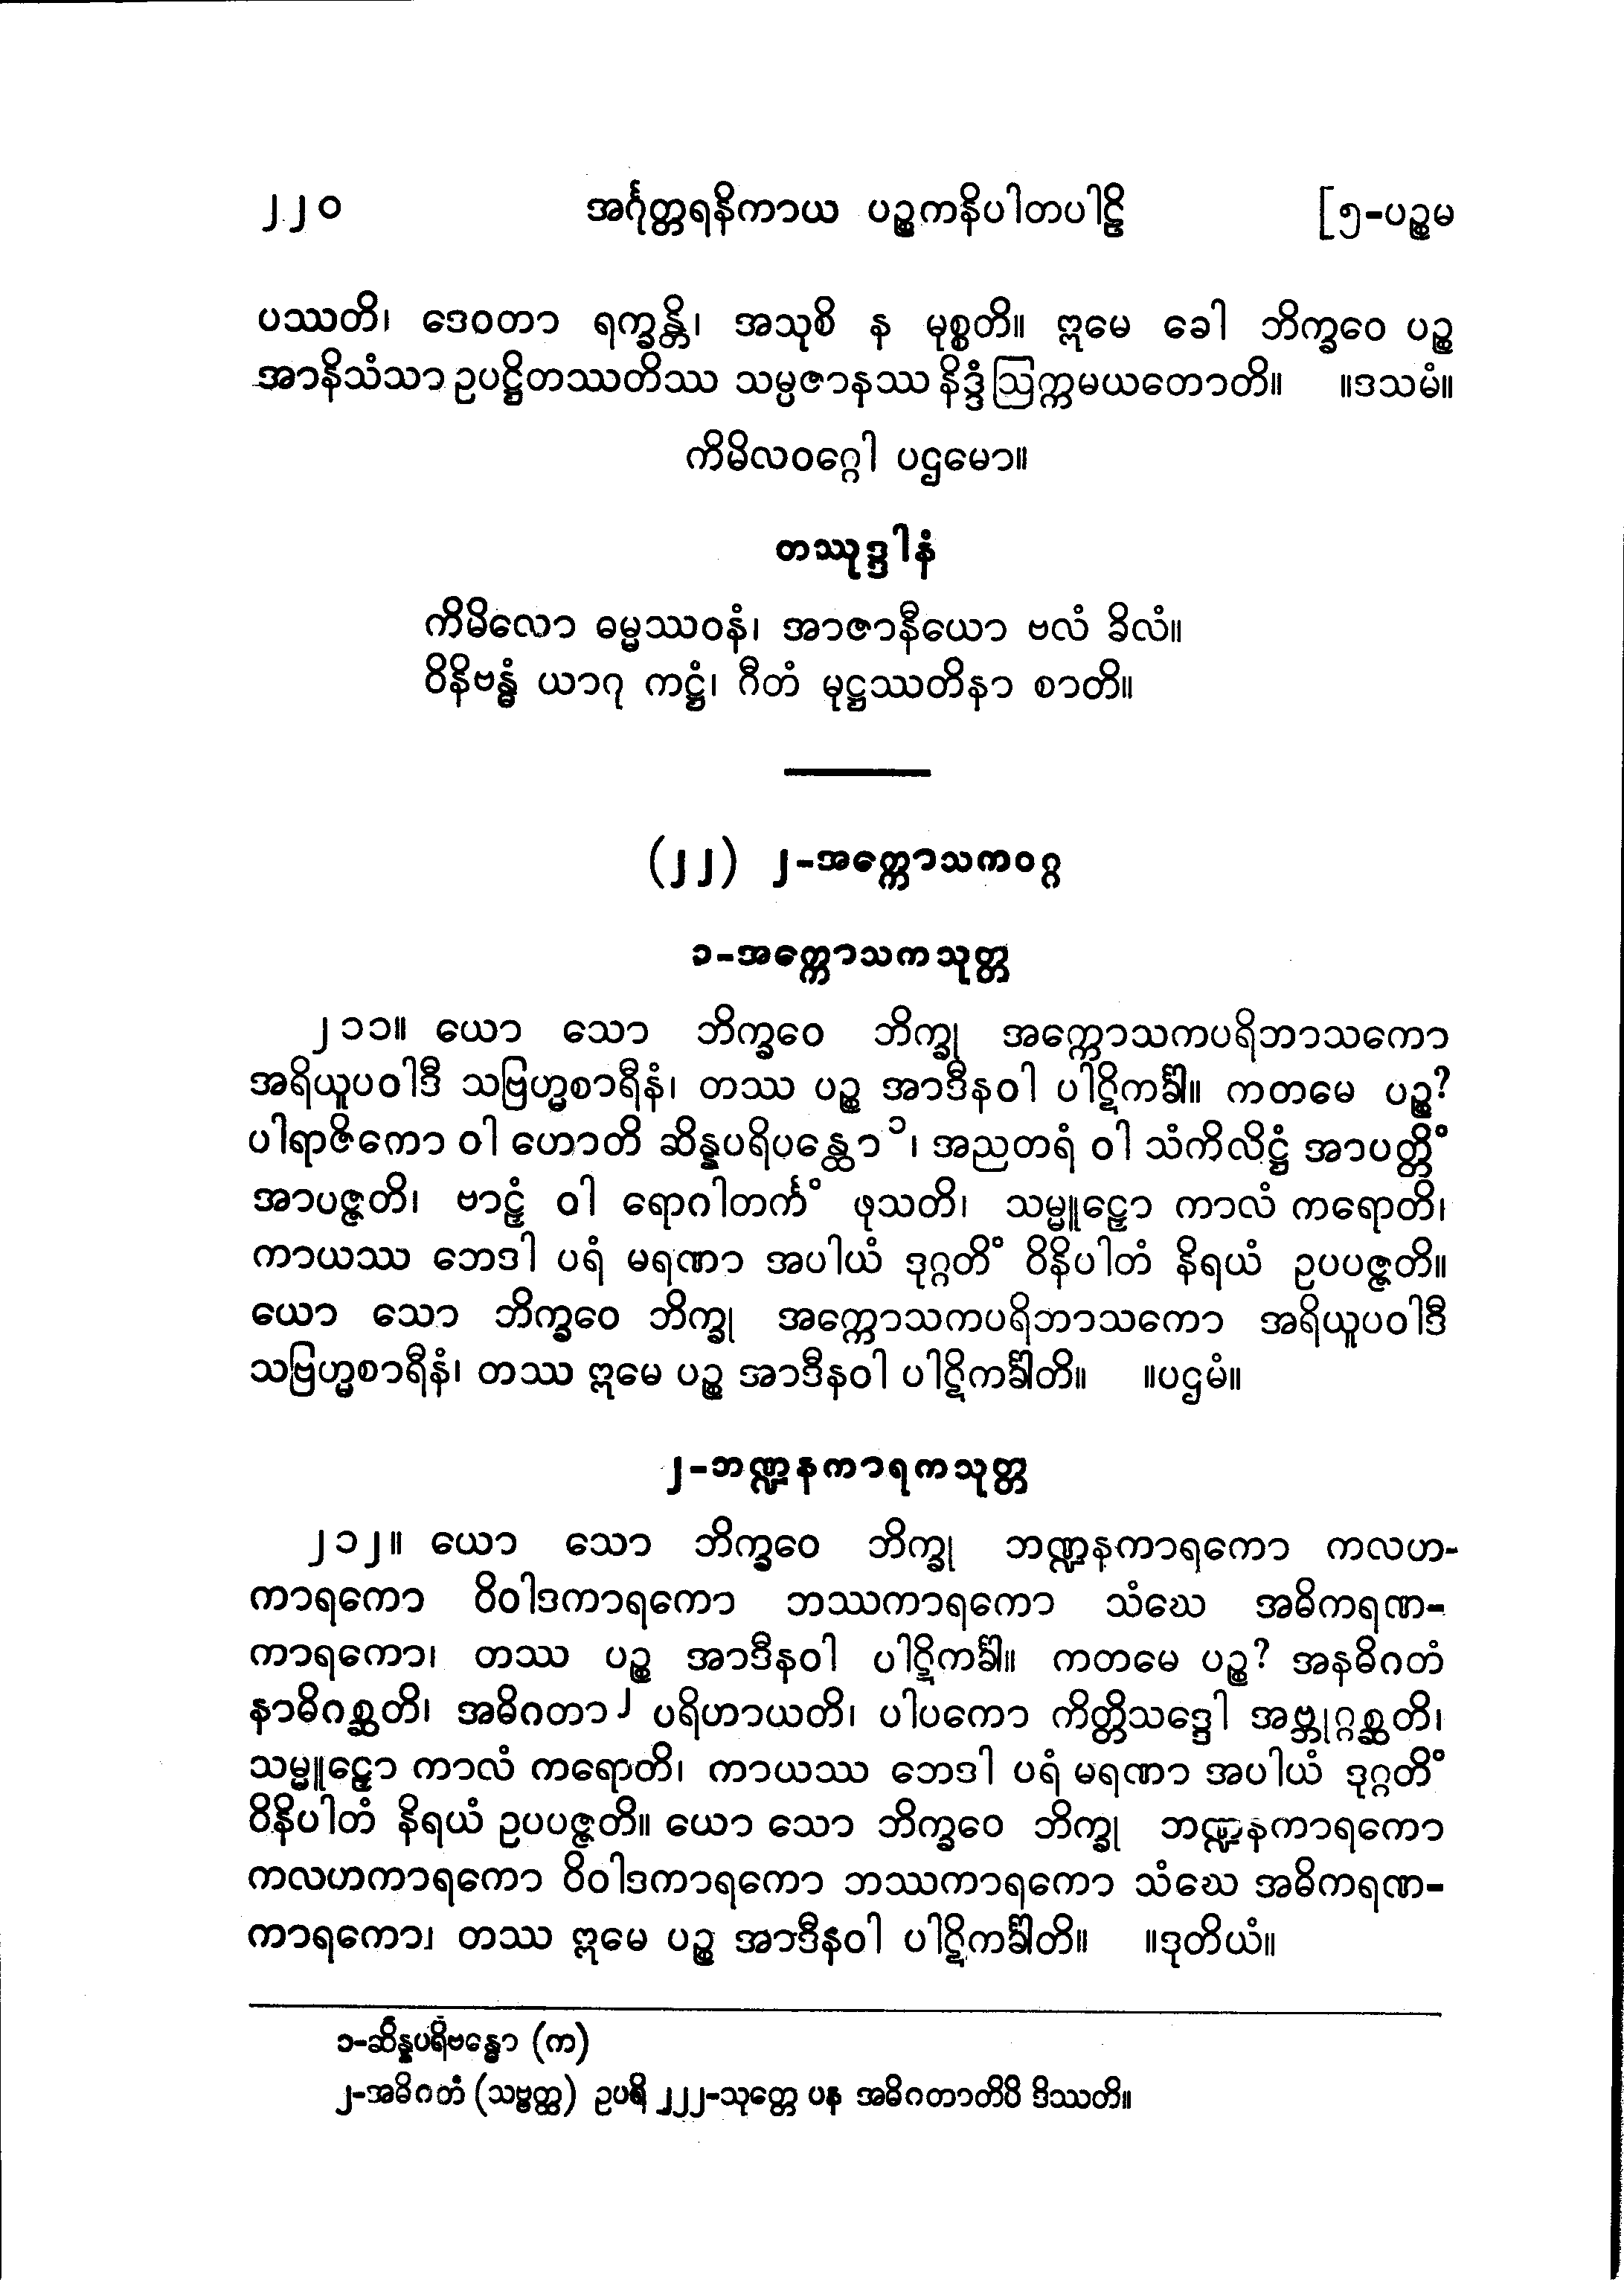 ၂၂၀ အင်္ဂုတ္တရနိကာယ ပဉ္စကနိပါတပါဠိ [၅-ပဉ္စမ
ပဿတိ၊ ဒေဝတာ ရက္ခန္တိ၊ အသုစိ န မုစ္စတိ။ ဣမေ ခေါ ဘိက္ခဝေ ပဉ္စ
အာနိသံသာ ဥပဋ္ဌိတဿတိဿ သမ္ပဇာနဿ နိဒ္ဒံ ဩက္ကမယတောတိ။ ။ဒသမံ။
ကိမိလဝဂ္ဂေါ ပဌမော။
တဿုဒ္ဒါနံ
ကိမိလော ဓမ္မဿဝနံ၊ အာဇာနီယော ဗလံ ခိလံ။
ဝိနိဗန္ဓံ ယာဂု ကဋ္ဌံ၊ ဂီတံ မုဋ္ဌဿတိနာ စာတိ။
(၂၂) ၂-အက္ကောသကဝဂ္ဂ
၁-အက္ကောသကသုတ္တ
၂၁၁။ ယော သော ဘိက္ခဝေ ဘိက္ခု အက္ကောသကပရိဘာသကော
အရိယူပဝါဒီ သဗြဟ္မစာရီနံ၊ တဿ ပဉ္စ အာဒီနဝါ ပါဋိကင်္ခါ။ ကတမေ ပဉ္စ?
ပါရာဇိကော ဝါ ဟောတိ ဆိန္နပရိပန္ထော၁၊ အညတရံ ဝါ သံကိလိဋ္ဌံ အာပတ္တိံ
အာပဇ္ဇတိ၊ ဗာဠှံ ဝါ ရောဂါတင်္ကံ ဖုသတိ၊ သမ္မူဠှော ကာလံ ကရောတိ၊
ကာယဿ ဘေဒါ ပရံ မရဏာ အပါယံ ဒုဂ္ဂတိံ ဝိနိပါတံ နိရယံ ဥပပဇ္ဇတိ။
ယော သော ဘိက္ခဝေ ဘိက္ခု အက္ကောသကပရိဘာသကော အရိယူပဝါဒီ
သဗြဟ္မစာရီနံ၊ တဿ ဣမေ ပဉ္စ အာဒီနဝါ ပါဋိကင်္ခါတိ။ ။ပဌမံ။
၂-ဘဏ္ဍနကာရကသုတ္တ
၂၁၂။ ယော သော ဘိက္ခဝေ ဘိက္ခု ဘဏ္ဍနကာရကော ကလဟ-
ကာရကော ဝိဝါဒကာရကော ဘဿကာရကော သံဃေ အဓိကရဏ-
ကာရကော၊ တဿ ပဉ္စ အာဒီနဝါ ပါဋိကင်္ခါ။ ကတမေ ပဉ္စ? အနဓိဂတံ
နာဓိဂစ္ဆတိ၊ အဓိဂတာ၂ ပရိဟာယတိ၊ ပါပကော ကိတ္တိသဒ္ဒေါ အဗ္ဘုဂ္ဂစ္ဆတိ၊
သမ္မူဠှော ကာလံ ကရောတိ၊ ကာယဿ ဘေဒါ ပရံ မရဏာ အပါယံ ဒုဂ္ဂတိံ
ဝိနိပါတံ နိရယံ ဥပပဇ္ဇတိ။ ယော သော ဘိက္ခဝေ ဘိက္ခု ဘဏ္ဍနကာရကော
ကလဟကာရကော ဝိဝါဒကာရကော ဘဿကာရကော သံဃေ အဓိကရဏ-
ကာရကော၊ တဿ ဣမေ ပဉ္စ အာဒီနဝါ ပါဋိကင်္ခါတိ။ ။ဒုတိယံ။
၁-ဆိန္နပရိဗန္ဓော (က)
၂-အဓိဂတံ (သဗ္ဗတ္ထ) ဥပရိ ၂၂၂-သုတ္တေ ပန အဓိဂတာတိပိ ဒိဿတိ။